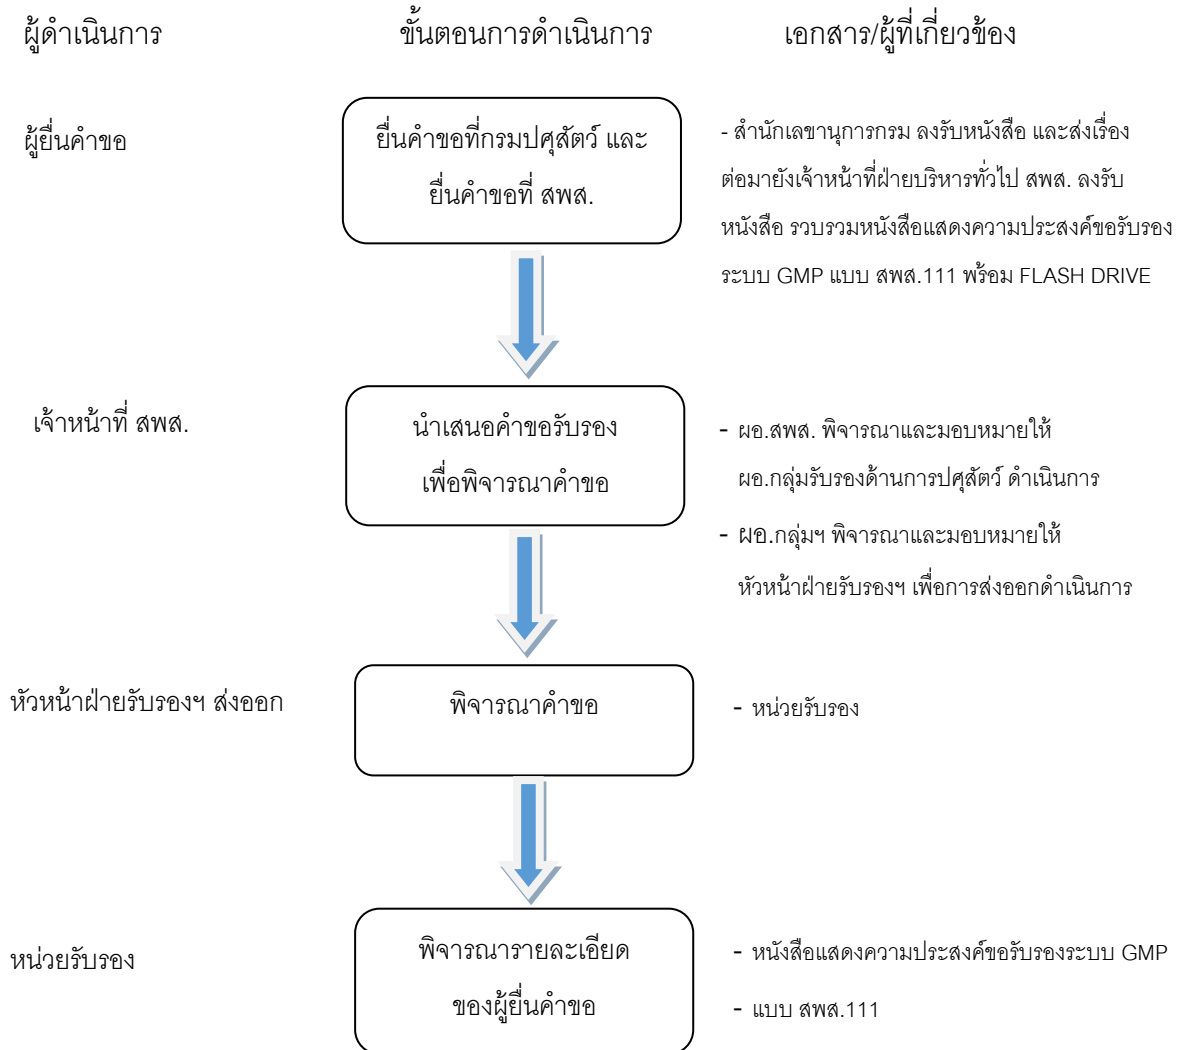 ผู้ดำเนินการ
ขั้นตอนการดำเนินการ
เอกสาร/ผู้ที่เกี่ยวข้อง
ผู้ยื่นคำขอ
ยื่นคำขอที่กรมปศุสัตว์ และ
ยื่นคำขอที่ สพส.
- สำนักเลขานุการกรม ลงรับหนังสือ และส่งเรื่อง
ต่อมายังเจ้าหน้าที่ฝ่ายบริหารทั่วไป สพส. ลงรับ
หนังสือ รวบรวมหนังสือแสดงความประสงค์ขอรับรอง
ระบบ GMP แบบ สพส.111 พร้อม FLASH DRIVE
เจ้าหน้าที่ สพส.
นำเสนอคำขอรับรอง
เพื่อพิจารณาคำขอ
- ผอ.สพส. พิจารณาและมอบหมายให้
ผอ.กลุ่มรับรองด้านการปศุสัตว์ ดำเนินการ
- ผอ.กลุ่มฯ พิจารณาและมอบหมายให้
หัวหน้าฝ่ายรับรองฯ เพื่อการส่งออกดำเนินการ
หัวหน้าฝ่ายรับรองฯ ส่งออก
พิจารณาคำขอ
- หน่วยรับรอง
หน่วยรับรอง
พิจารณารายละเอียด
ของผู้ยื่นคำขอ
- หนังสือแสดงความประสงค์ขอรับรองระบบ GMP
- แบบ สพส.111